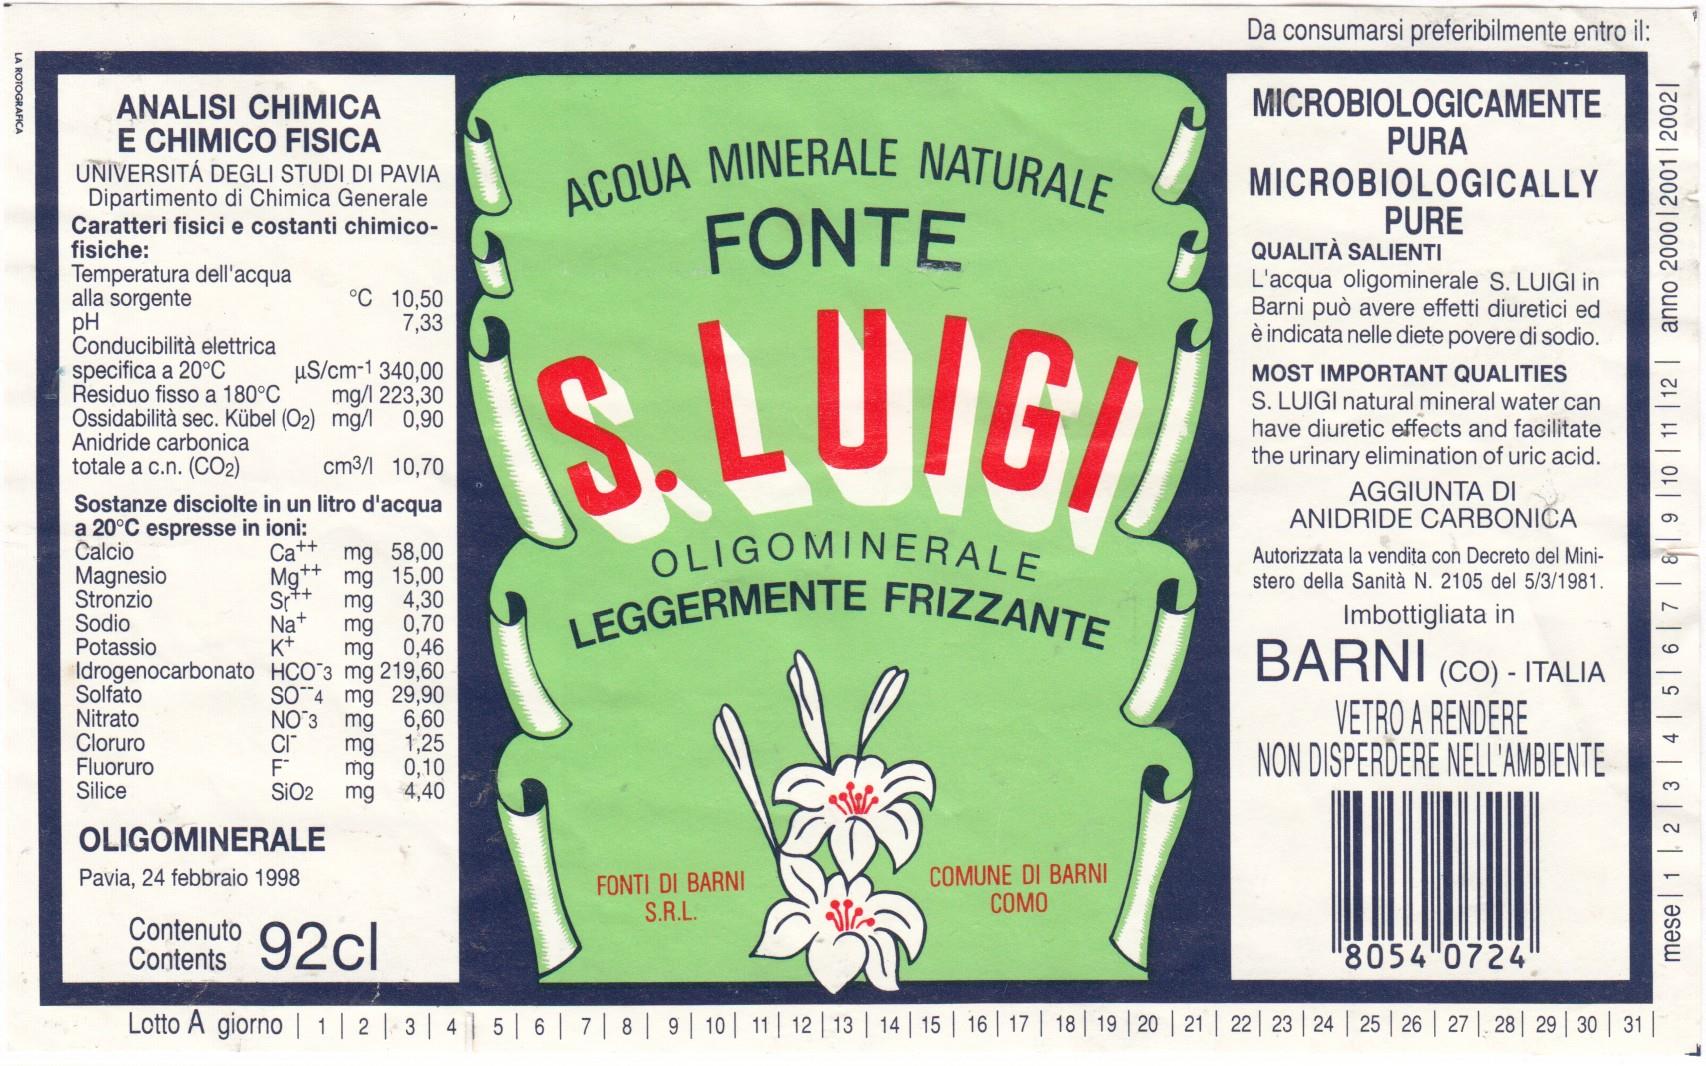 Da consumarsi preferibilmente entro il:
LA ROTOGRAFICA
ANALISI CHIMICA
E CHIMICO FISICA
UNIVERSITÁ DEGLI STUDI DI PAVIA
Dipartimento di Chimica Generale
Caratteri fisici e costanti chimico-
fisiche:
Temperatura dell'acqua
alla sorgente °C 10,50
pH 7,33
Conducibilità elettrica
specifica a 20°C µS/cm-1 340,00
Residuo fisso a 180°C mg/l 223,30
Ossidabilità sec. Kübel (O2) mg/l 0,90
Anidride carbonica
totale a c.n. (CO2) cm3/l 10,70
Sostanze disciolte in un litro d'acqua
a 20°C espresse in ioni:
Calcio Ca++ mg 58,00
Magnesio Mg++ mg 15,00
Stronzio Sr++ mg 4,30
Sodio Na+ mg 0,70
Potassio K+ mg 0,46
Idrogenocarbonato HCO-3 mg 219,60
Solfato SO--4 mg 29,90
Nitrato NO-3 mg 6,60
Cloruro Cl- mg 1,25
Fluoruro F- mg 0,10
Silice SiO2 mg 4,40
OLIGOMINERALE
Pavia, 24 febbraio 1998
Contenuto
Contents 92cl
ACQUA MINERALE NATURALE
FONTE
S. LUIGI
OLIGOMINERALE
LEGGERMENTE FRIZZANTE
FONTI DI BARNI
S.R.L.
COMUNE DI BARNI
COMO
MICROBIOLOGICAMENTE
PURA
MICROBIOLOGICALLY
PURE
QUALITÀ SALIENTI
L'acqua oligominerale S. LUIGI in
Barni può avere effetti diuretici ed
è indicata nelle diete povere di sodio.
MOST IMPORTANT QUALITIES
S. LUIGI natural mineral water can
have diuretic effects and facilitate
the urinary elimination of uric acid.
AGGIUNTA DI
ANIDRIDE CARBONICA
Autorizzata la vendita con Decreto del Mini-
stero della Sanità N. 2105 del 5/3/1981.
Imbottigliata in
BARNI (CO) - ITALIA
VETRO A RENDERE
NON DISPERDERE NELL'AMBIENTE
8054 0724
mese | 1 | 2 | 3 | 4 | 5 | 6 | 7 | 8 | 9 | 10 | 11 | 12 | anno 2000 | 2001 | 2002 |
Lotto A giorno | 1 | 2 | 3 | 4 | 5 | 6 | 7 | 8 | 9 | 10 | 11 | 12 | 13 | 14 | 15 | 16 | 17 | 18 | 19 | 20 | 21 | 22 | 23 | 24 | 25 | 26 | 27 | 28 | 29 | 30 | 31 |